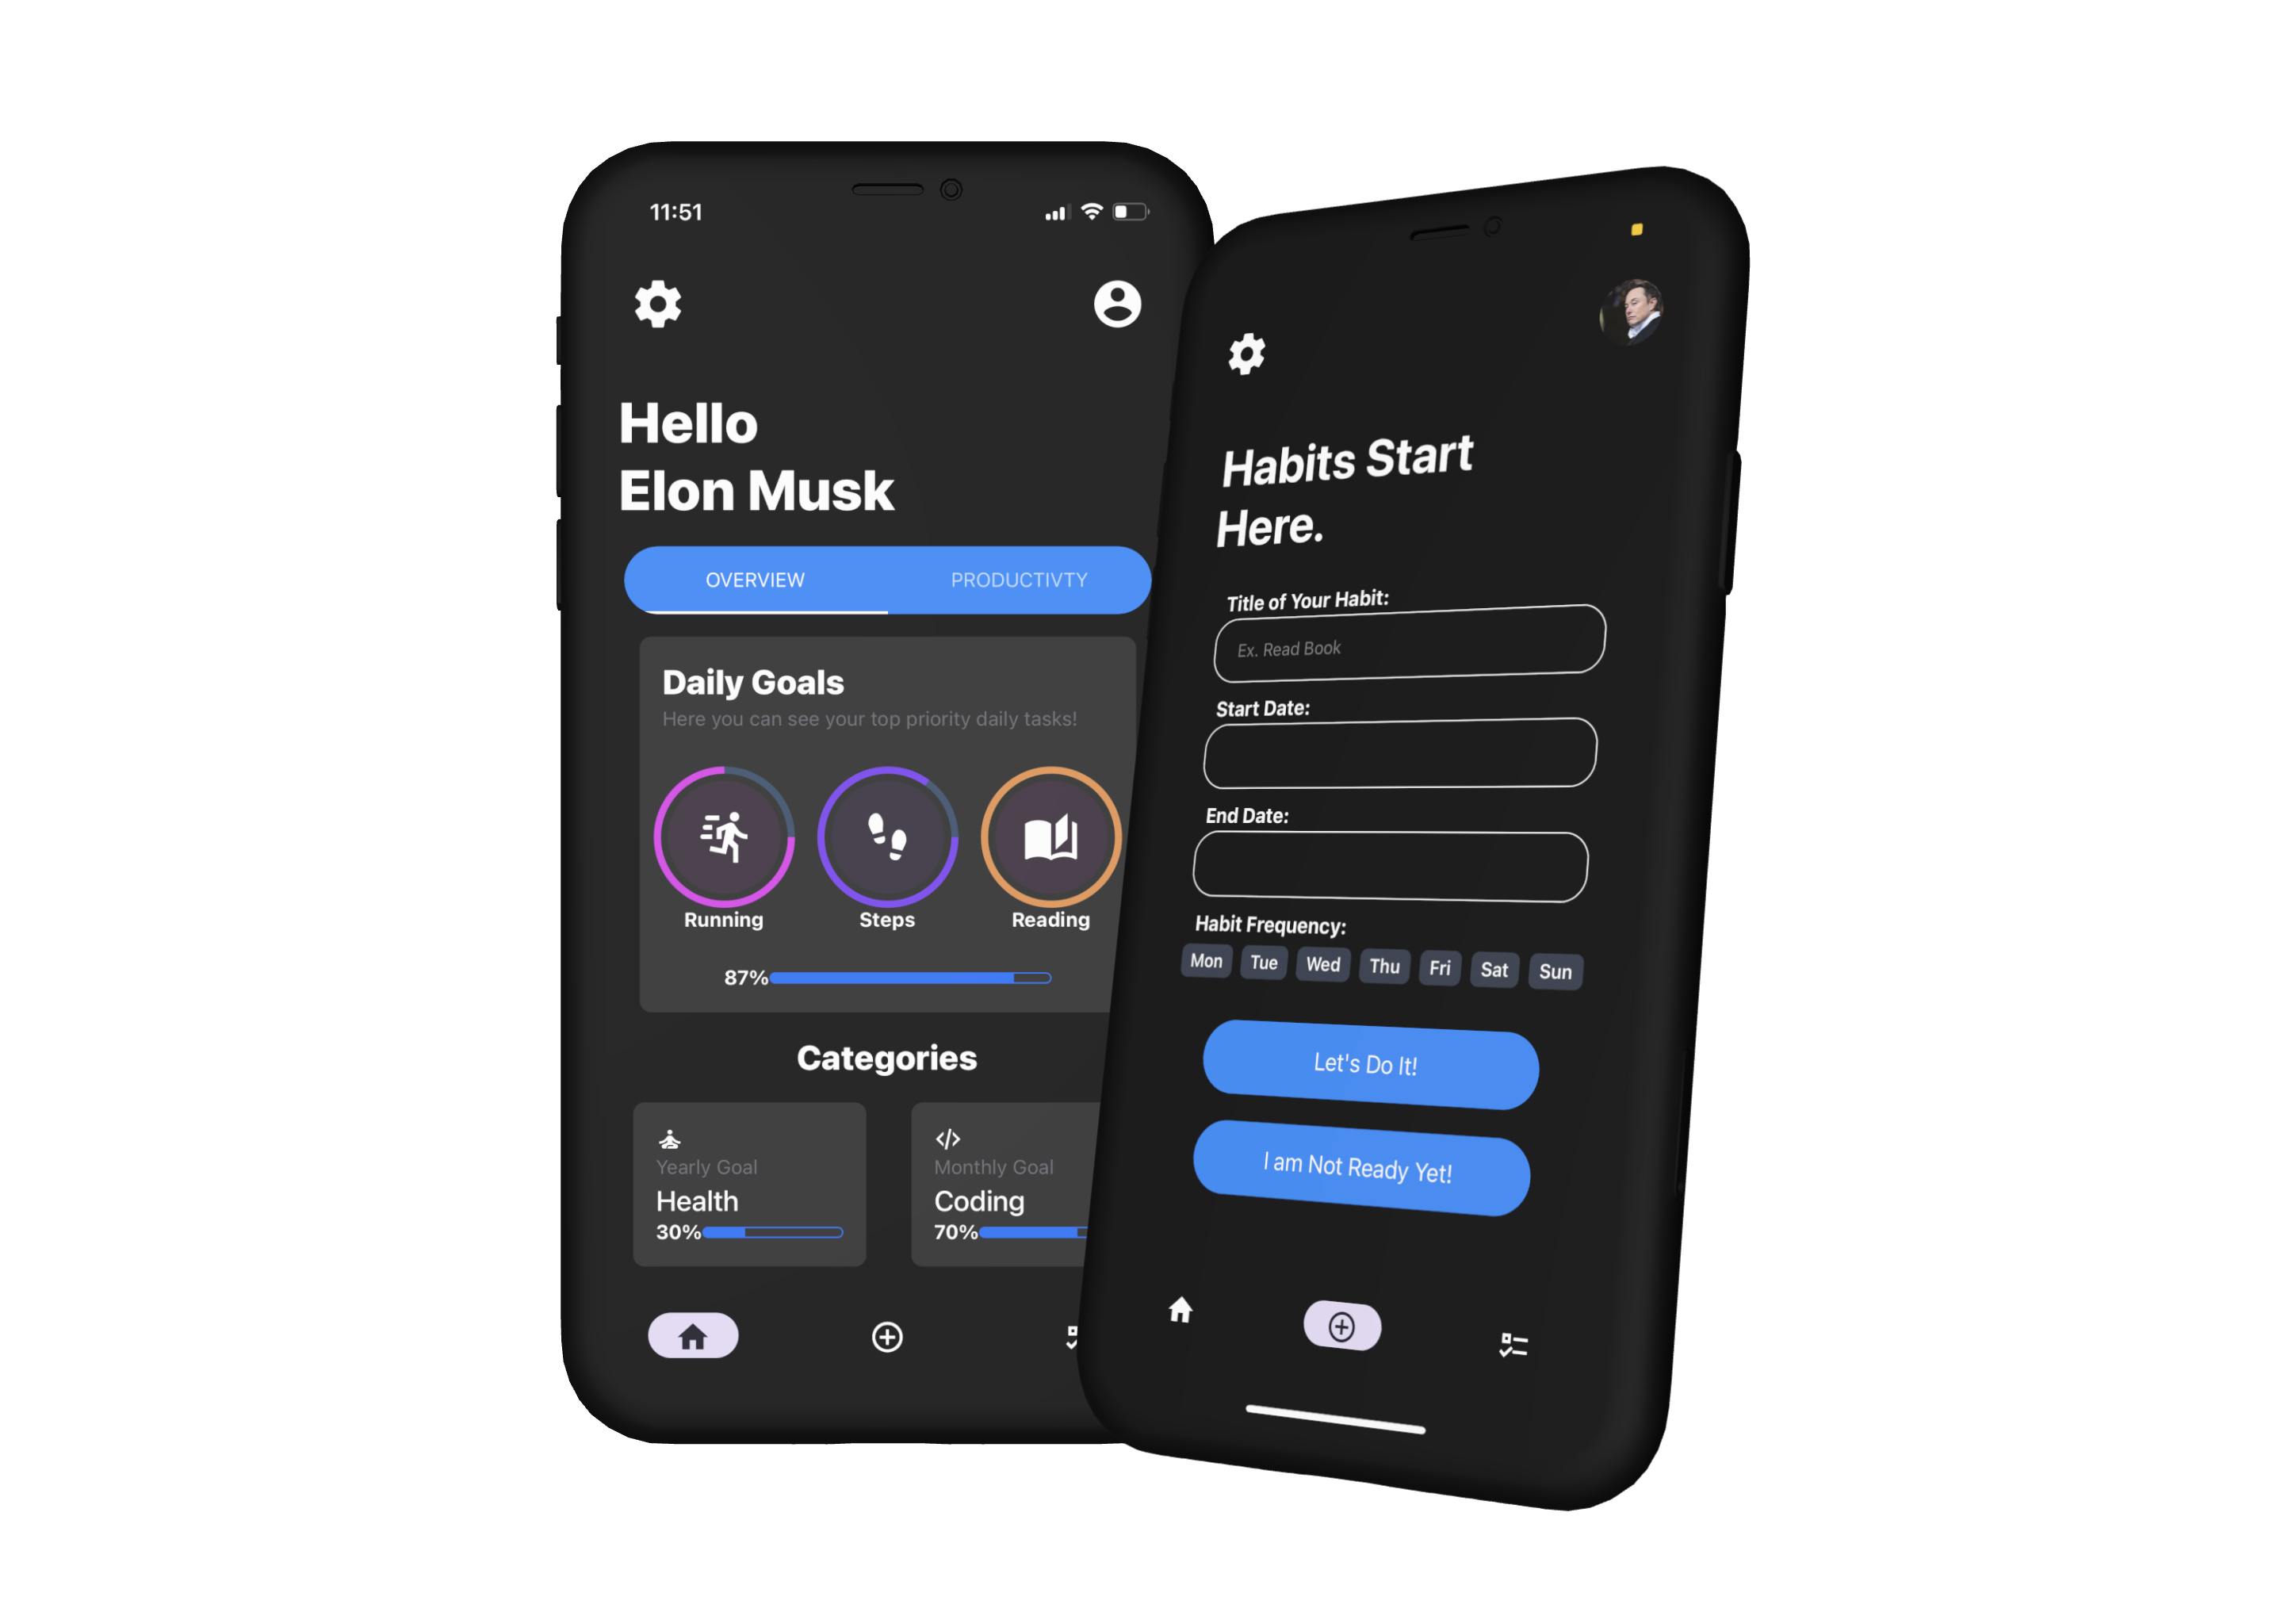 11:51
Hello
Elon Musk
OVERVIEW PRODUCTIVTY
Daily Goals
Here you can see your top priority daily tasks!
Running Steps Reading
87%
Categories
Yearly Goal
Health
30%
Monthly Goal
Coding
70%
Habits Start
Here.
Title of Your Habit:
Ex. Read Book
Start Date:
End Date:
Habit Frequency:
Mon Tue Wed Thu Fri Sat Sun
Let's Do It!
I am Not Ready Yet!